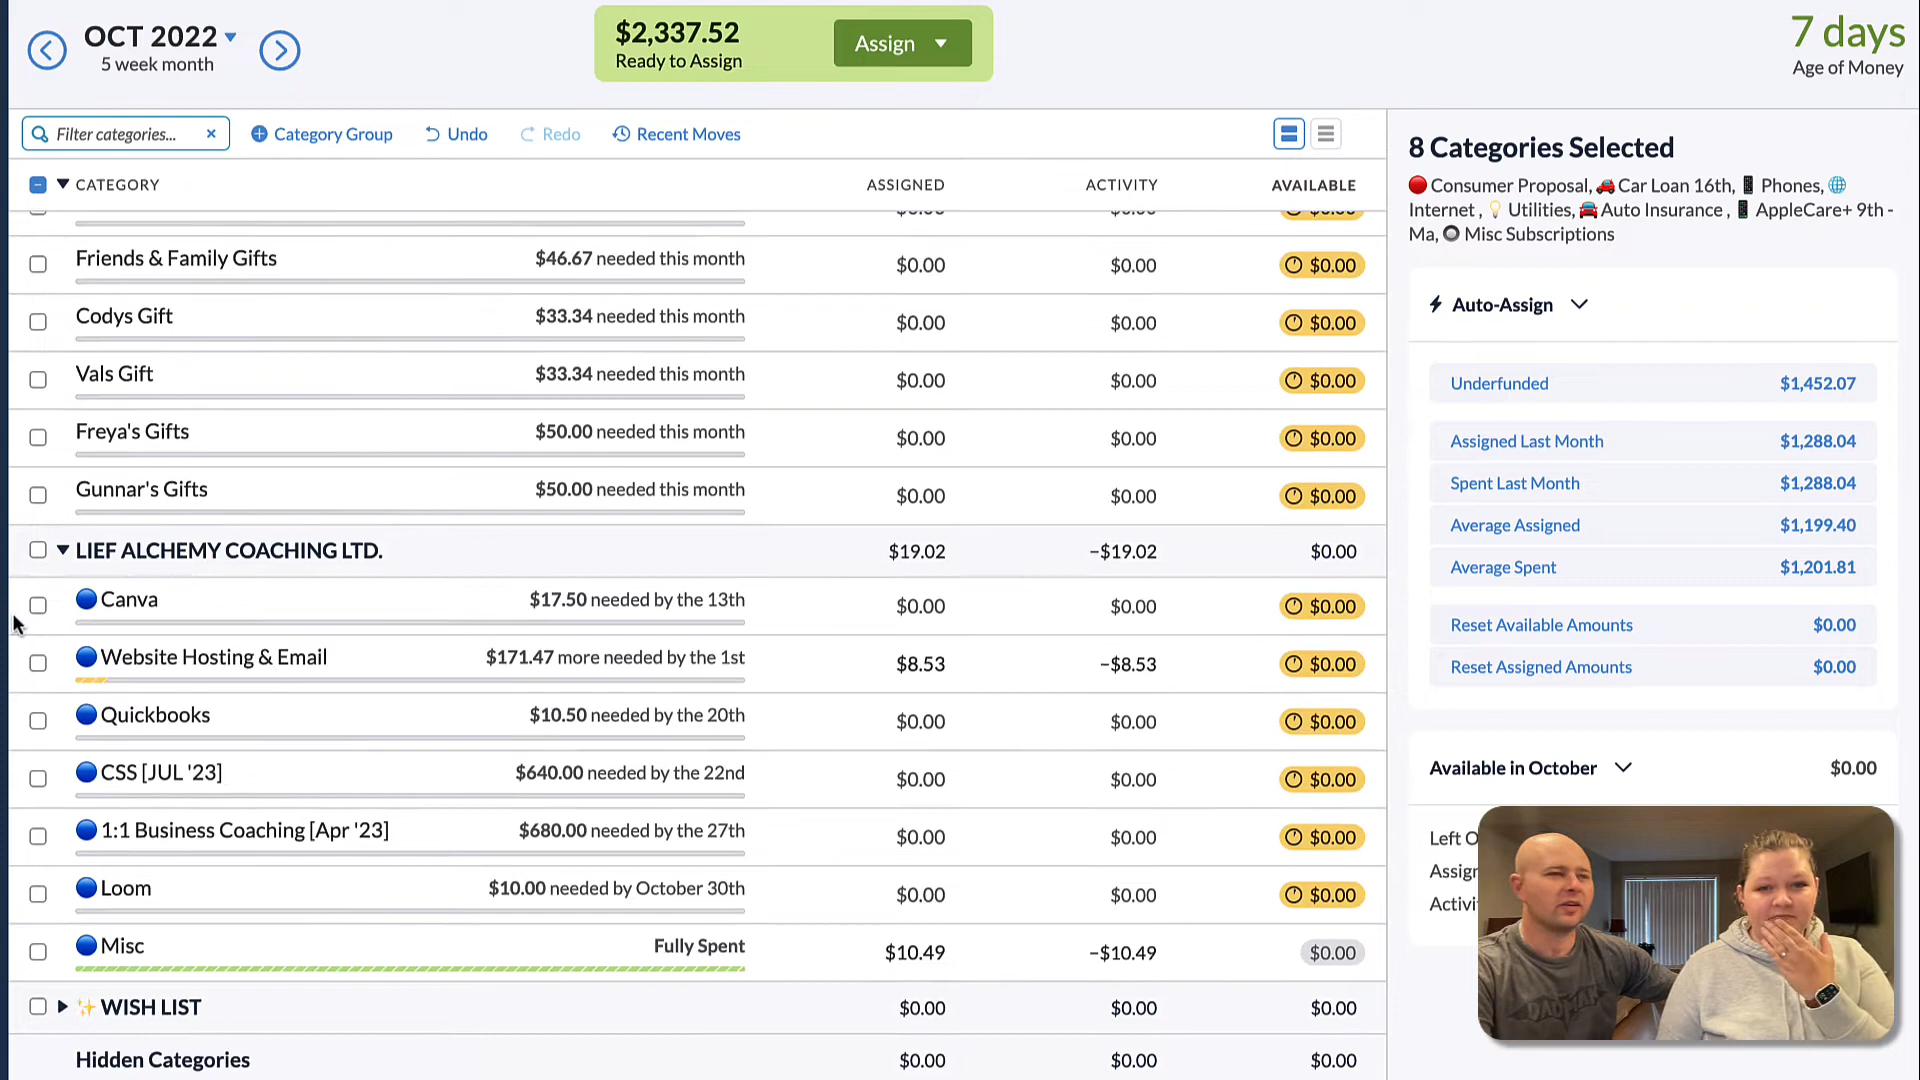 OCT 2022
5 week month
$2,337.52
Ready to Assign
Assign
7 days
Age of Money
Filter categories...
Category Group
Undo
Redo
Recent Moves
CATEGORY ASSIGNED ACTIVITY AVAILABLE
Friends & Family Gifts $46.67 needed this month $0.00 $0.00 $0.00
Codys Gift $33.34 needed this month $0.00 $0.00 $0.00
Vals Gift $33.34 needed this month $0.00 $0.00 $0.00
Freya's Gifts $50.00 needed this month $0.00 $0.00 $0.00
Gunnar's Gifts $50.00 needed this month $0.00 $0.00 $0.00
LIEF ALCHEMY COACHING LTD. $19.02 −$19.02 $0.00
Canva $17.50 needed by the 13th $0.00 $0.00 $0.00
Website Hosting & Email $171.47 more needed by the 1st $8.53 −$8.53 $0.00
Quickbooks $10.50 needed by the 20th $0.00 $0.00 $0.00
CSS [JUL '23] $640.00 needed by the 22nd $0.00 $0.00 $0.00
1:1 Business Coaching [Apr '23] $680.00 needed by the 27th $0.00 $0.00 $0.00
Loom $10.00 needed by October 30th $0.00 $0.00 $0.00
Misc Fully Spent $10.49 −$10.49 $0.00
WISH LIST $0.00 $0.00 $0.00
Hidden Categories $0.00 $0.00 $0.00
8 Categories Selected
Consumer Proposal, Car Loan 16th, Phones,
Internet , Utilities, Auto Insurance , AppleCare+ 9th -
Ma, Misc Subscriptions
Auto-Assign
Underfunded $1,452.07
Assigned Last Month $1,288.04
Spent Last Month $1,288.04
Average Assigned $1,199.40
Average Spent $1,201.81
Reset Available Amounts $0.00
Reset Assigned Amounts $0.00
Available in October $0.00
Left O
Assign
Activi